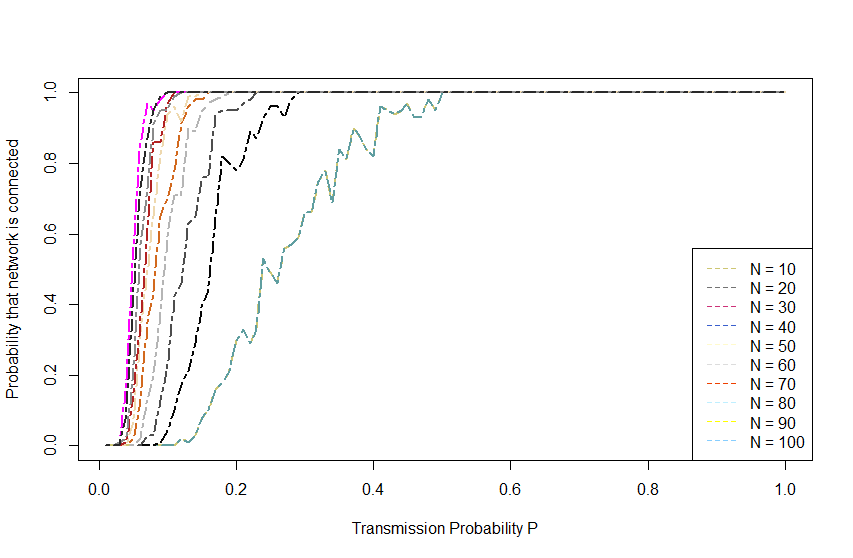 Probability that network is connected
1.0
0.8
0.6
0.4
0.2
0.0
N = 10
N = 20
N = 30
N = 40
N = 50
N = 60
N = 70
N = 80
N = 90
N = 100
0.0 0.2 0.4 0.6 0.8 1.0
Transmission Probability P